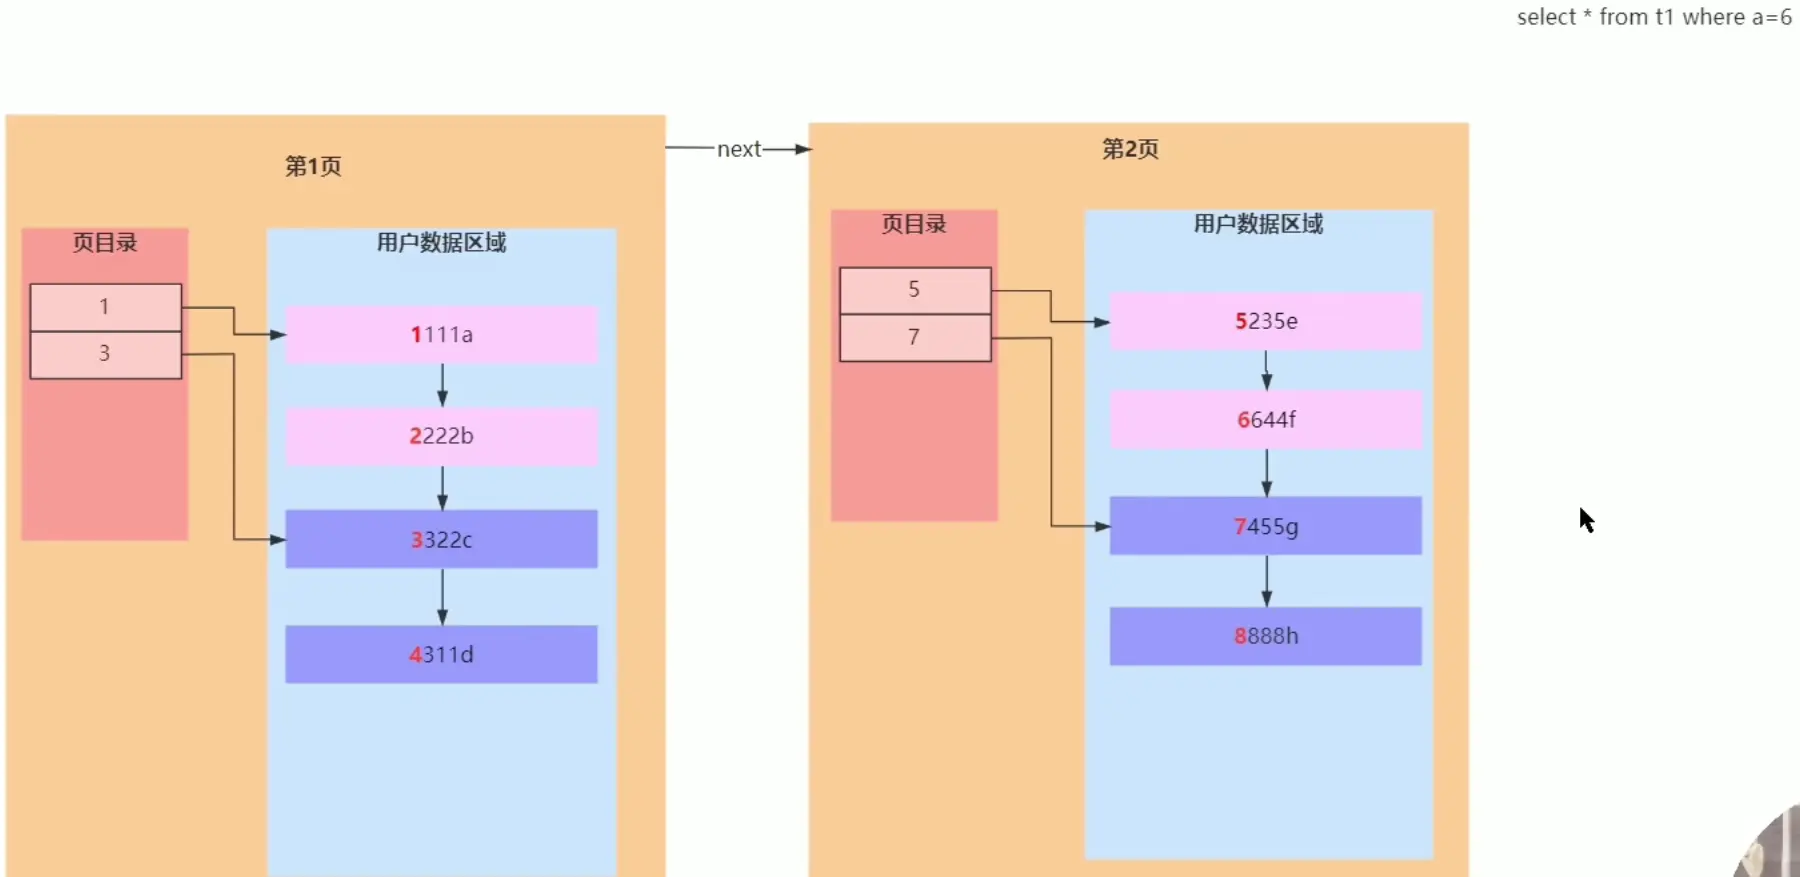 select * from t1 where a=6
第1页
页目录
1
3
用户数据区域
1111a
2222b
3322c
4311d
next
第2页
页目录
5
7
用户数据区域
5235e
6644f
7455g
8888h